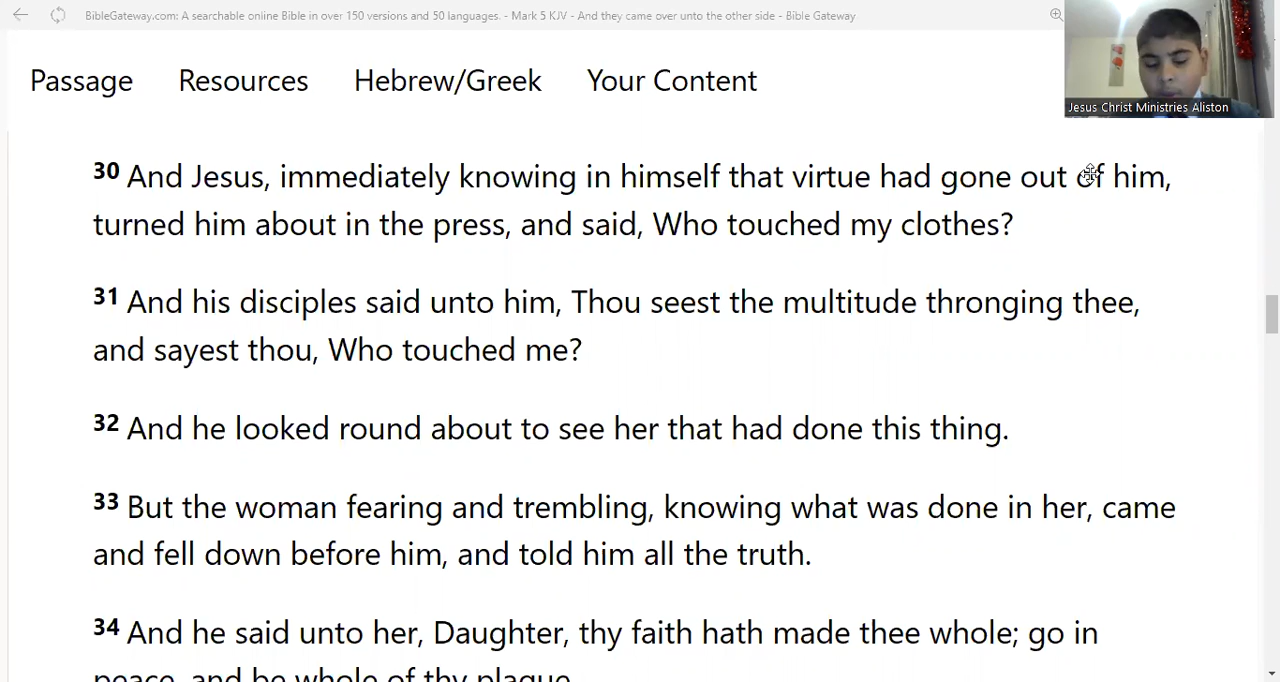 BibleGateway.com: A searchable online Bible in over 150 versions and 50 languages. - Mark 5 KJV - And they came over unto the other side - Bible Gateway
Jesus Christ Ministries Aliston
Passage Resources Hebrew/Greek Your Content
30 And Jesus, immediately knowing in himself that virtue had gone out of him,
turned him about in the press, and said, Who touched my clothes?
31 And his disciples said unto him, Thou seest the multitude thronging thee,
and sayest thou, Who touched me?
32 And he looked round about to see her that had done this thing.
33 But the woman fearing and trembling, knowing what was done in her, came
and fell down before him, and told him all the truth.
34 And he said unto her, Daughter, thy faith hath made thee whole; go in
peace, and be whole of thy plague.